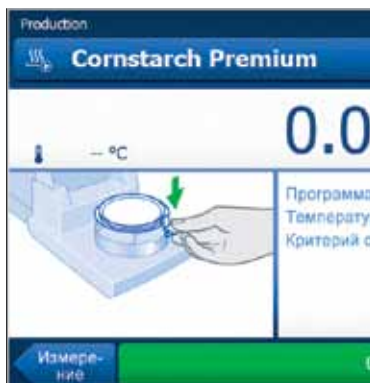 Production
Cornstarch Premium
0.0
-- °C
Программа
Температу
Критерий
Измере-
ние